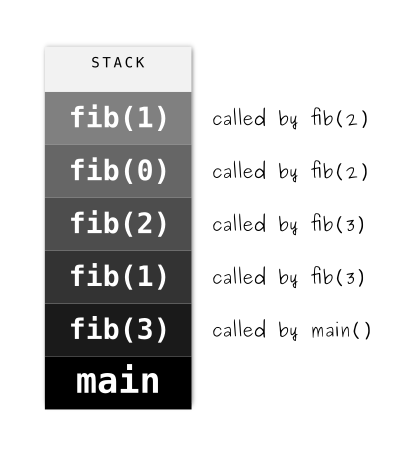 STACK
fib(1) called by fib(2)
fib(0) called by fib(2)
fib(2) called by fib(3)
fib(1) called by fib(3)
fib(3) called by main()
main